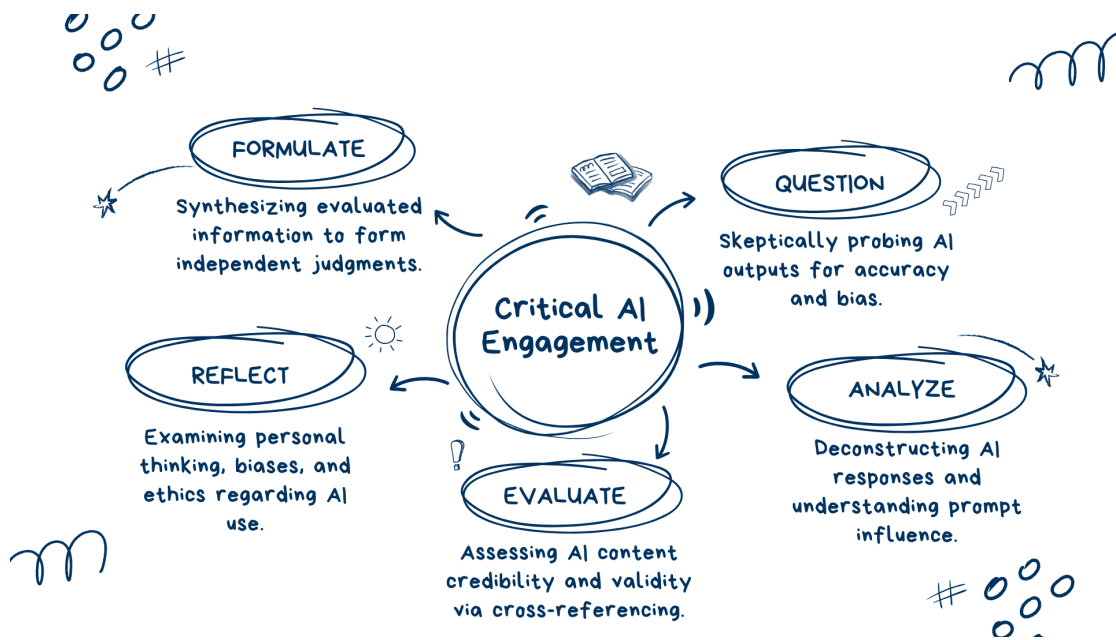 FORMULATE
Synthesizing evaluated
information to form
independent judgments.
QUESTION
Skeptically probing AI
outputs for accuracy
and bias.
Critical AI
Engagement
REFLECT
Examining personal
thinking, biases, and
ethics regarding AI
use.
ANALYZE
Deconstructing AI
responses and
understanding prompt
influence.
EVALUATE
Assessing AI content
credibility and validity
via cross-referencing.